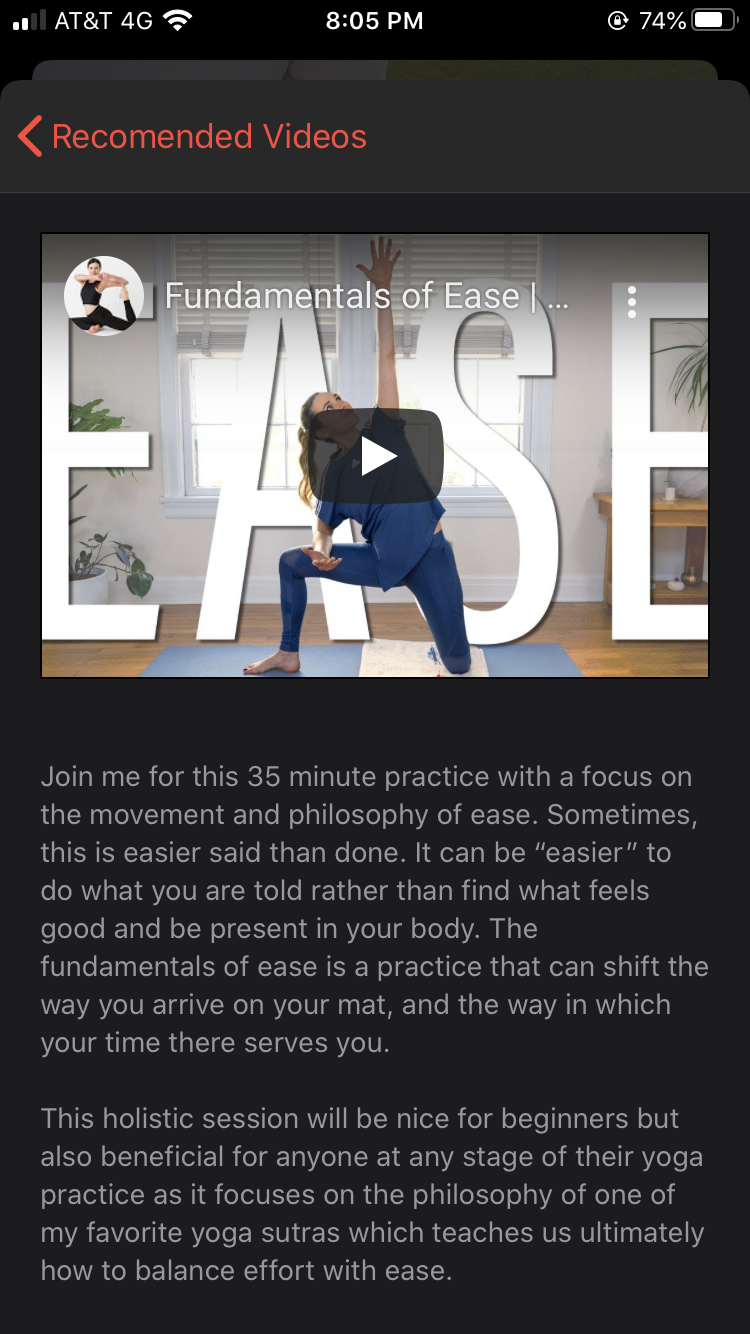 AT&T 4G 8:05 PM 74%
Recomended Videos
Fundamentals of Ease | ...
EASE
Join me for this 35 minute practice with a focus on
the movement and philosophy of ease. Sometimes,
this is easier said than done. It can be “easier” to
do what you are told rather than find what feels
good and be present in your body. The
fundamentals of ease is a practice that can shift the
way you arrive on your mat, and the way in which
your time there serves you.
This holistic session will be nice for beginners but
also beneficial for anyone at any stage of their yoga
practice as it focuses on the philosophy of one of
my favorite yoga sutras which teaches us ultimately
how to balance effort with ease.